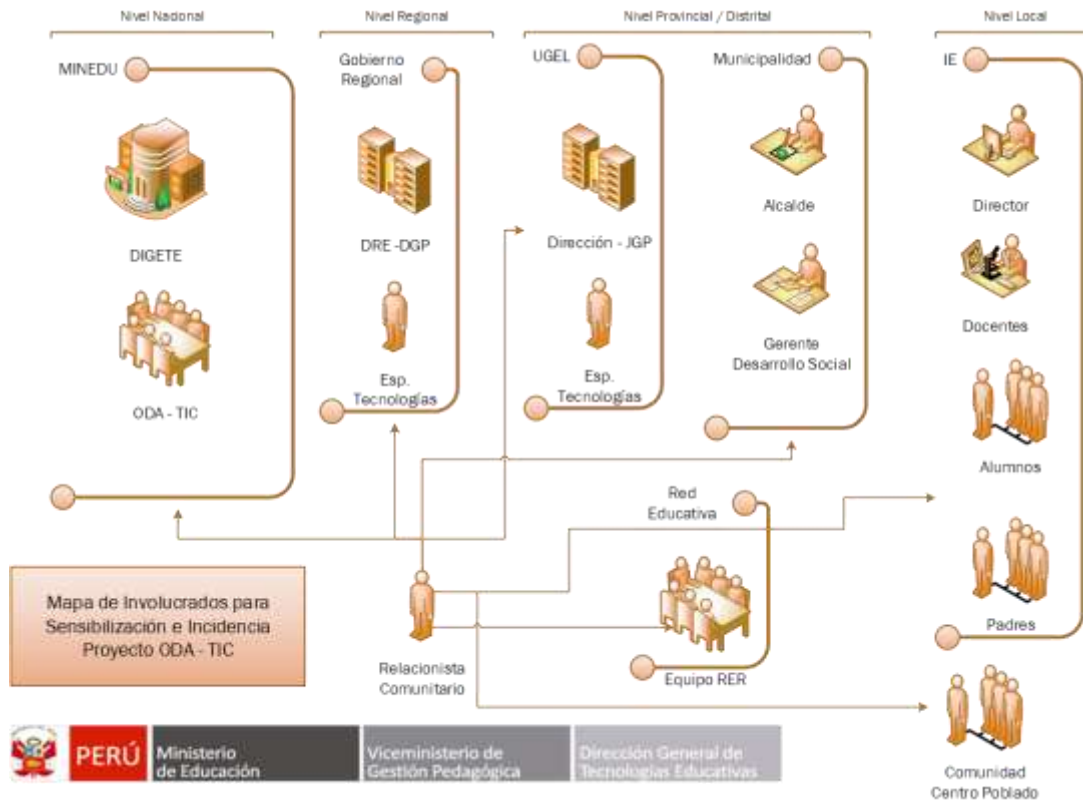 Nivel Nacional
Nivel Regional
Nivel Provincial / Distrital
Nivel Local
MINEDU
DIGETE
ODA - TIC
Gobierno
Regional
DRE -DGP
Esp.
Tecnologías
UGEL
Dirección - JGP
Esp.
Tecnologías
Municipalidad
Alcalde
Gerente
Desarrollo Social
IE
Director
Docentes
Alumnos
Padres
Red
Educativa
Equipo RER
Relacionista
Comunitario
Comunidad
Centro Poblado
Mapa de Involucrados para
Sensibilización e Incidencia
Proyecto ODA - TIC
PERÚ
Ministerio
de Educación
Viceministerio de
Gestión Pedagógica
Dirección General de
Tecnologías Educativas